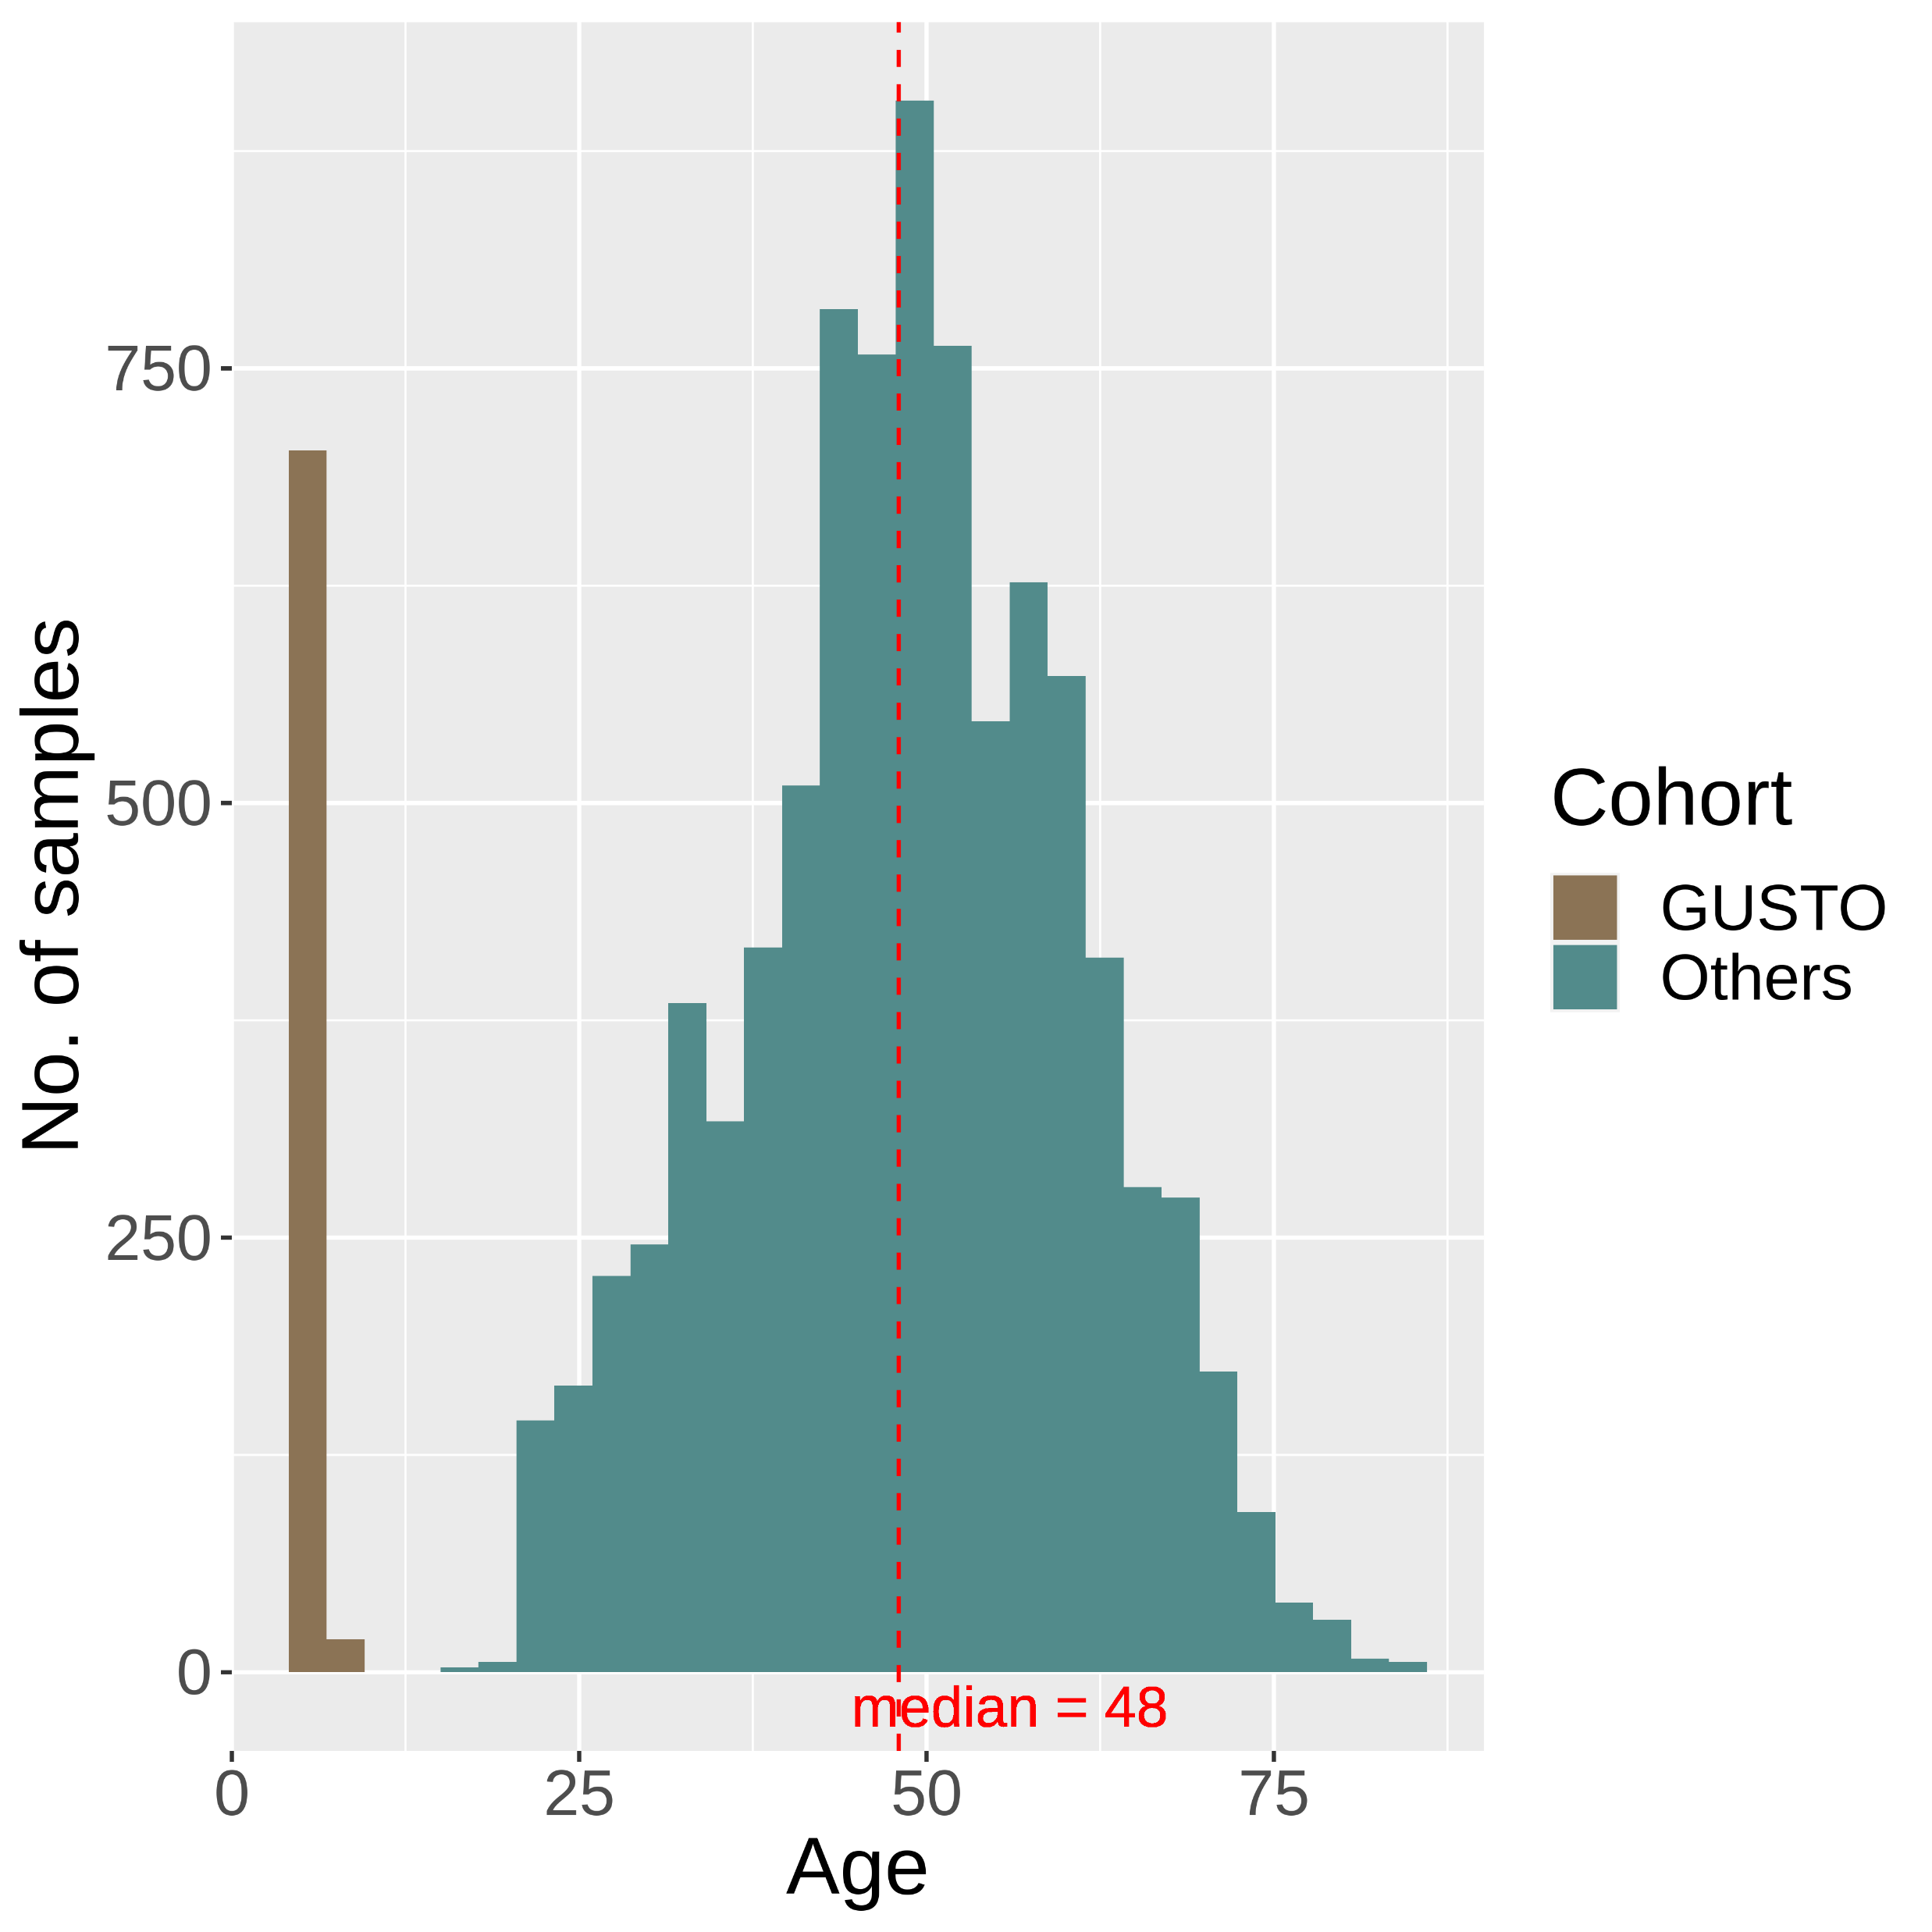 No. of samples
750
500
250
0
median = 48
0 25 50 75
Age
Cohort
GUSTO
Others